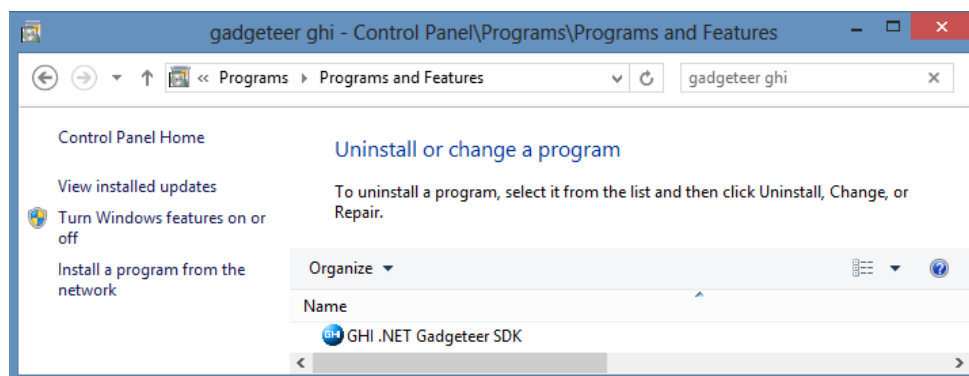 gadgeteer ghi - Control Panel\Programs\Programs and Features
« Programs Programs and Features
gadgeteer ghi
Control Panel Home
Uninstall or change a program
View installed updates
To uninstall a program, select it from the list and then click Uninstall, Change, or
Repair.
Turn Windows features on or
off
Install a program from the
network
Organize
Name
GHI .NET Gadgeteer SDK